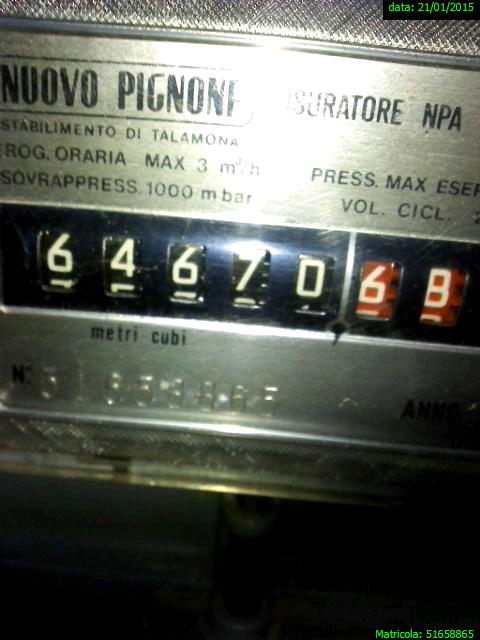 data: 21/01/2015
NUOVO PIGNONE
ISURATORE NPA
STABILIMENTO DI TALAMONA
EROG. ORARIA MAX 3 m³/h
SOVRAPPRESS. 1000 m bar
PRESS. MAX ESER
VOL. CICL. 2
6 4 6 7 0 6 8
metri cubi
N.
ANNO
Matricola: 51658865